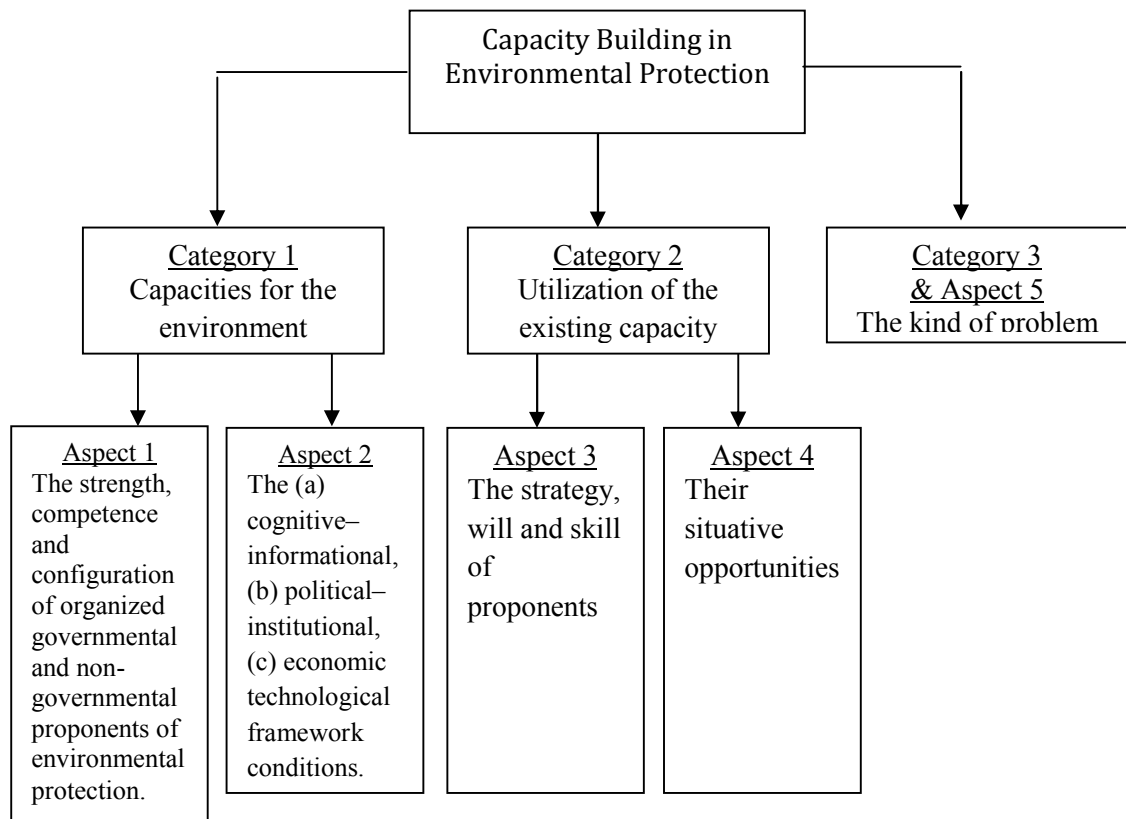 Capacity Building in
Environmental Protection
Category 1
Capacities for the
environment
Category 2
Utilization of the
existing capacity
Category 3
& Aspect 5
The kind of problem
Aspect 1
The strength,
competence
and
configuration
of organized
governmental
and non-
governmental
proponents of
environmental
protection.
Aspect 2
The (a)
cognitive–
informational,
(b) political–
institutional,
(c) economic
technological
framework
conditions.
Aspect 3
The strategy,
will and skill
of
proponents
Aspect 4
Their
situative
opportunities